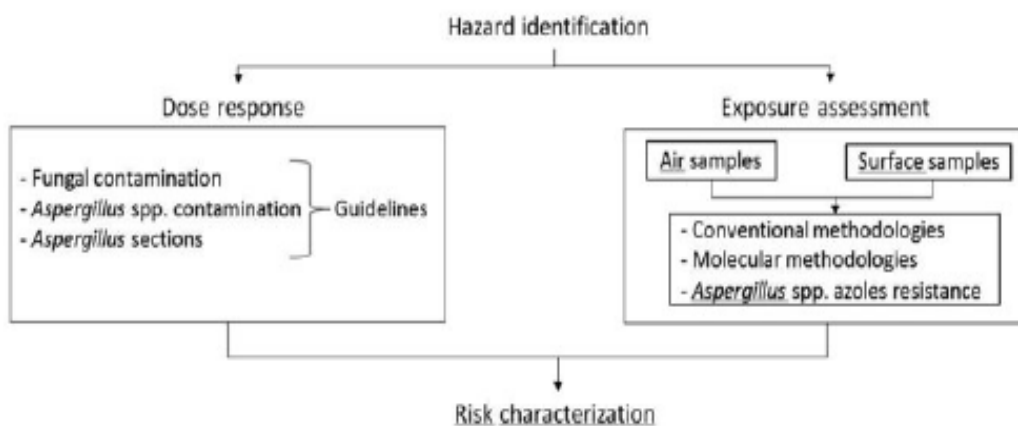 Hazard identification
Dose response
- Fungal contamination
- Aspergillus spp. contamination
- Aspergillus sections
Guidelines
Exposure assessment
Air samples
Surface samples
- Conventional methodologies
- Molecular methodologies
- Aspergillus spp. azoles resistance
Risk characterization